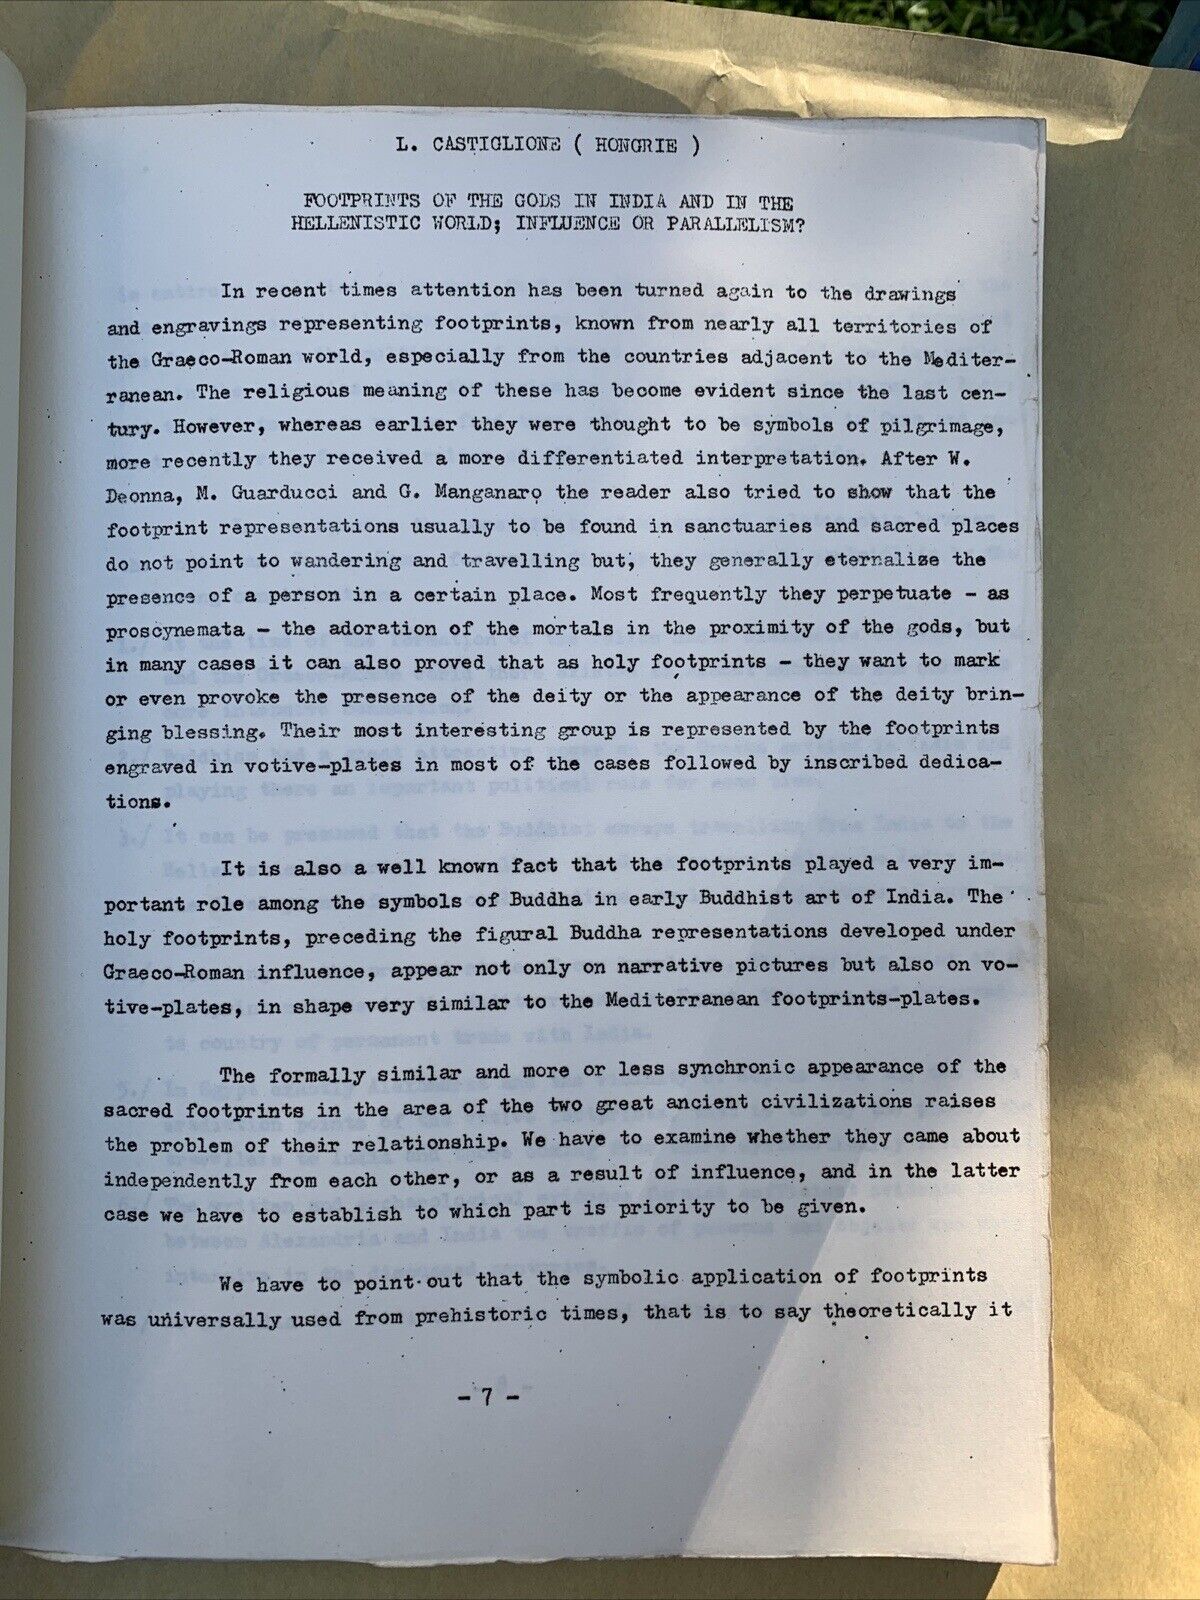 L. CASTIGLIONE ( HONGRIE )
FOOTPRINTS OF THE GODS IN INDIA AND IN THE
HELLENISTIC WORLD; INFLUENCE OR PARALLELISM?
In recent times attention has been turned again to the drawings
and engravings representing footprints, known from nearly all territories of
the Graeco-Roman world, especially from the countries adjacent to the Mediter-
ranean. The religious meaning of these has become evident since the last cen-
tury. However, whereas earlier they were thought to be symbols of pilgrimage,
more recently they received a more differentiated interpretation. After W.
Deonna, M. Guarducci and G. Manganaro the reader also tried to show that the
footprint representations usually to be found in sanctuaries and sacred places
do not point to wandering and travelling but, they generally eternalize the
presence of a person in a certain place. Most frequently they perpetuate - as
proscynemata - the adoration of the mortals in the proximity of the gods, but
in many cases it can also proved that as holy footprints - they want to mark
or even provoke the presence of the deity or the appearance of the deity brin-
ging blessing. Their most interesting group is represented by the footprints
engraved in votive-plates in most of the cases followed by inscribed dedica-
tions.
It is also a well known fact that the footprints played a very im-
portant role among the symbols of Buddha in early Buddhist art of India. The
holy footprints, preceding the figural Buddha representations developed under
Graeco-Roman influence, appear not only on narrative pictures but also on vo-
tive-plates, in shape very similar to the Mediterranean footprints-plates.
The formally similar and more or less synchronic appearance of the
sacred footprints in the area of the two great ancient civilizations raises
the problem of their relationship. We have to examine whether they came about
independently from each other, or as a result of influence, and in the latter
case we have to establish to which part is priority to be given.
We have to point out that the symbolic application of footprints
was universally used from prehistoric times, that is to say theoretically it
- 7 -